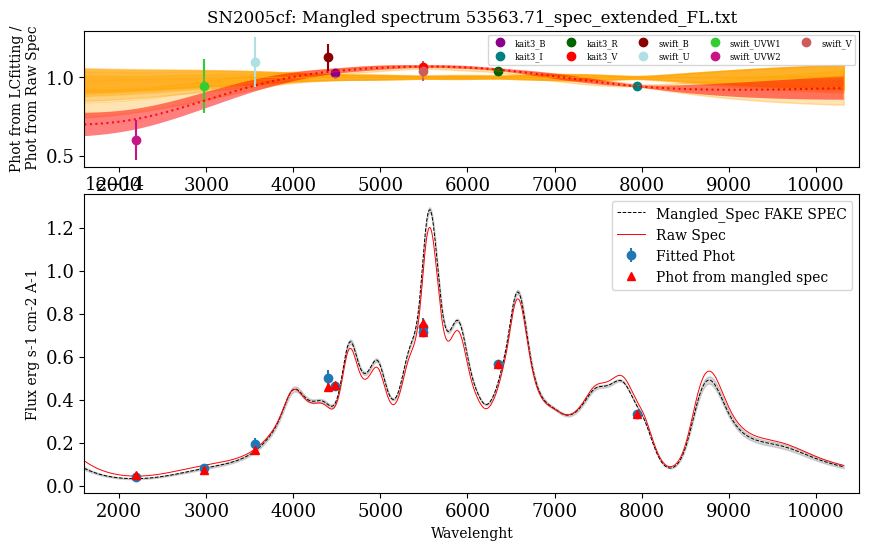 SN2005cf: Mangled spectrum 53563.71_spec_extended_FL.txt
Phot from LCfitting /
Phot from Raw Spec
1.0
0.5
kait3_B kait3_R swift_B swift_UVW1 swift_V
kait3_I kait3_V swift_U swift_UVW2
2000 3000 4000 5000 6000 7000 8000 9000 10000
1e−14
Flux erg s-1 cm-2 A-1
1.2
1.0
0.8
0.6
0.4
0.2
0.0
Mangled_Spec FAKE SPEC
Raw Spec
Fitted Phot
Phot from mangled spec
2000 3000 4000 5000 6000 7000 8000 9000 10000
Wavelenght